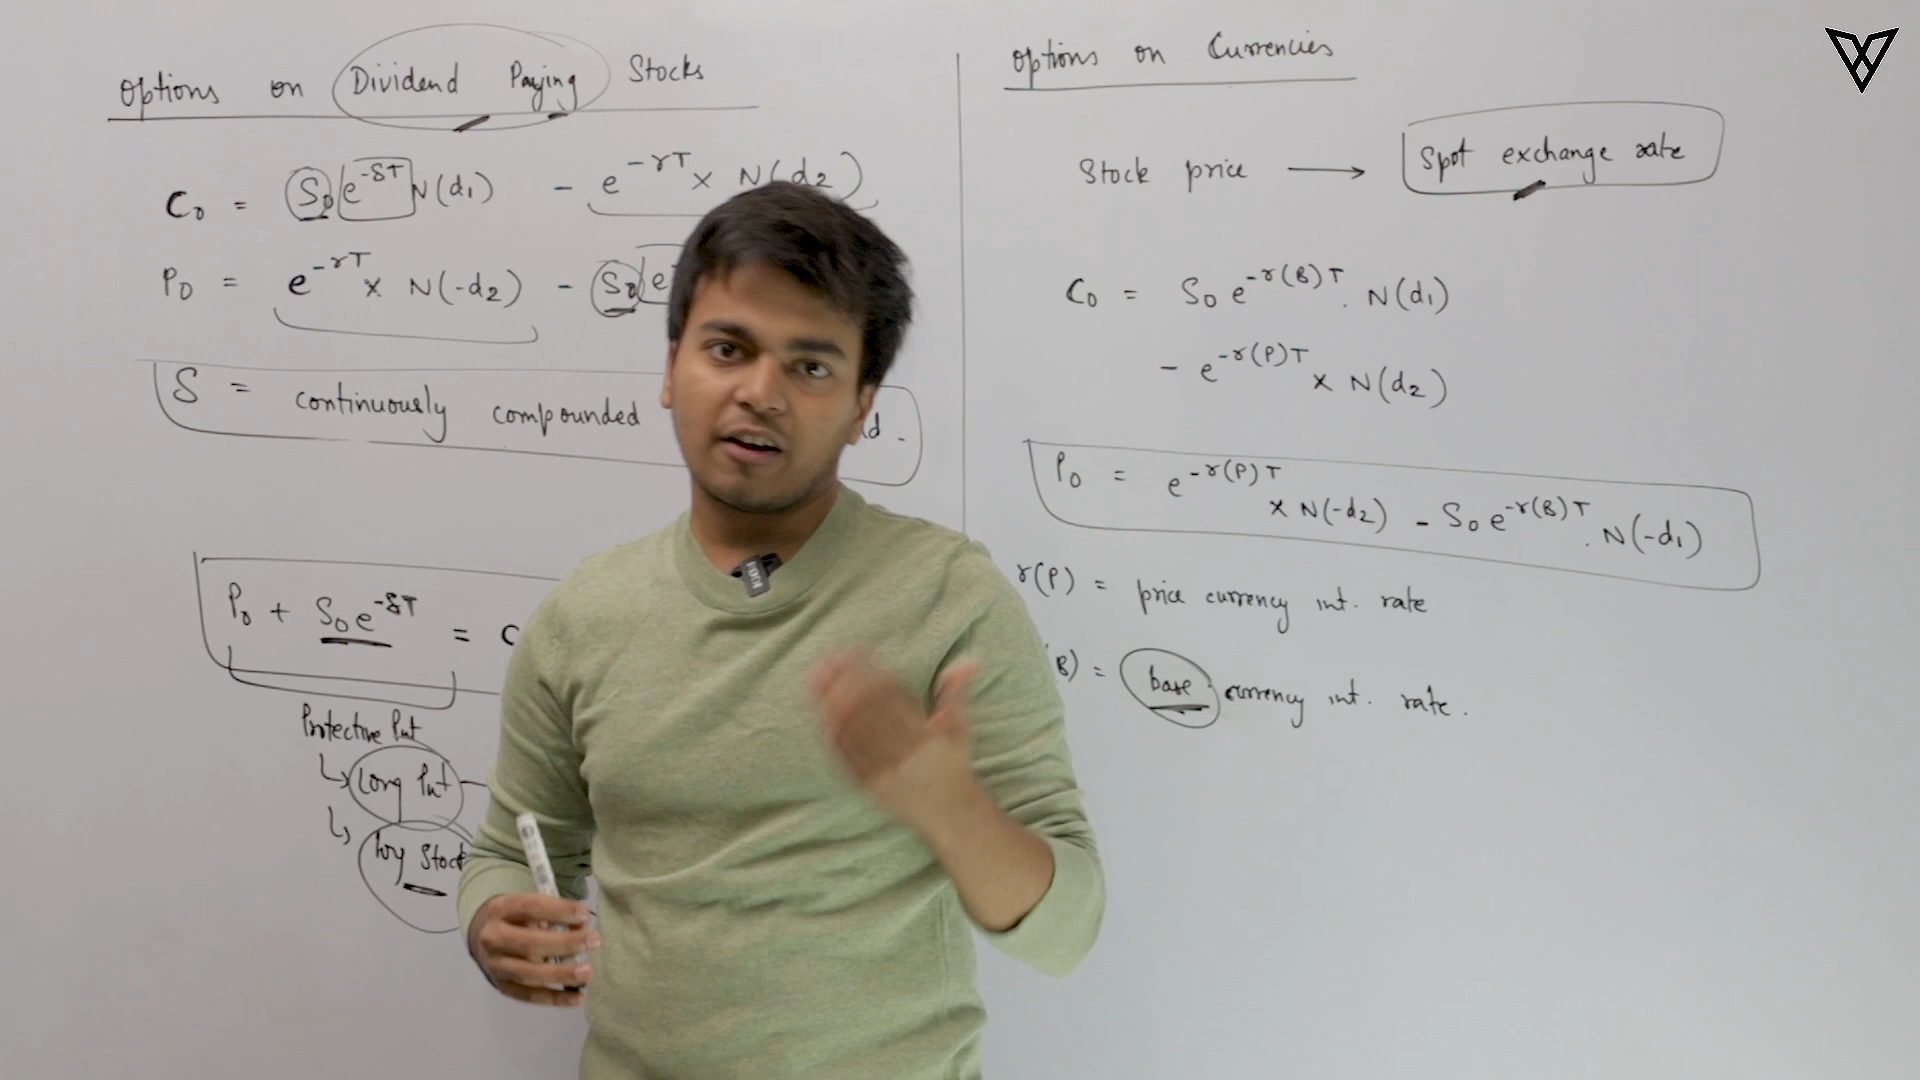 Options on Dividend Paying Stocks
C₀ = S₀ e^-δT N(d₁) - e^-rT x N(d₂)
P₀ = e^-rT x N(-d₂) - S₀ e
δ = continuously compounded
P₀ + S₀e^-δT = C
Protective Put
↳ Long Put
↳ Buy Stock
Options on Currencies
Stock price → Spot exchange rate
C₀ = S₀ e^-r(B)T . N(d₁)
- e^-r(P)T x N(d₂)
P₀ = e^-r(P)T x N(-d₂) - S₀e^-r(B)T . N(-d₁)
r(P) = price currency int. rate
B) = base currency int. rate.